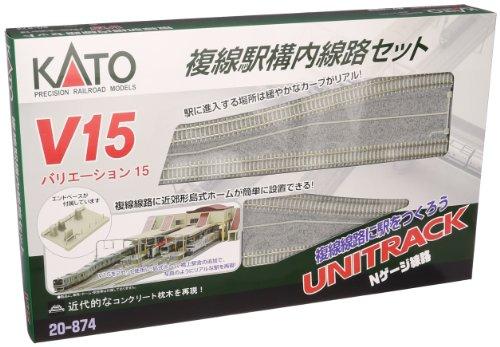 KATO
PRECISION RAILROAD MODELS
複線駅構内線路セット
駅に進入する場所は緩やかなカーブがリアル!
V15
バリエーション 15
エンドベースが
付属しています
複線線路に近郊形島式ホームが簡単に設置できる!
複線線路に駅をつくろう
UNITRACK
Nゲージ線路
近代的なコンクリート枕木を再現!
20-874